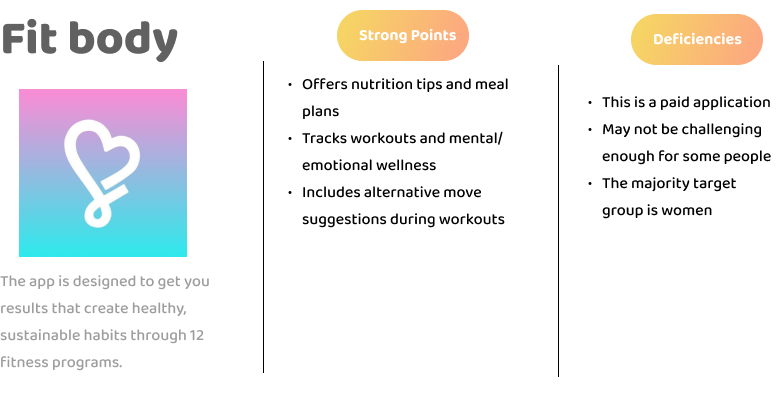 Fit body
The app is designed to get you
results that create healthy,
sustainable habits through 12
fitness programs.
Strong Points
• Offers nutrition tips and meal
plans
• Tracks workouts and mental/
emotional wellness
• Includes alternative move
suggestions during workouts
Deficiencies
• This is a paid application
• May not be challenging
enough for some people
• The majority target
group is women